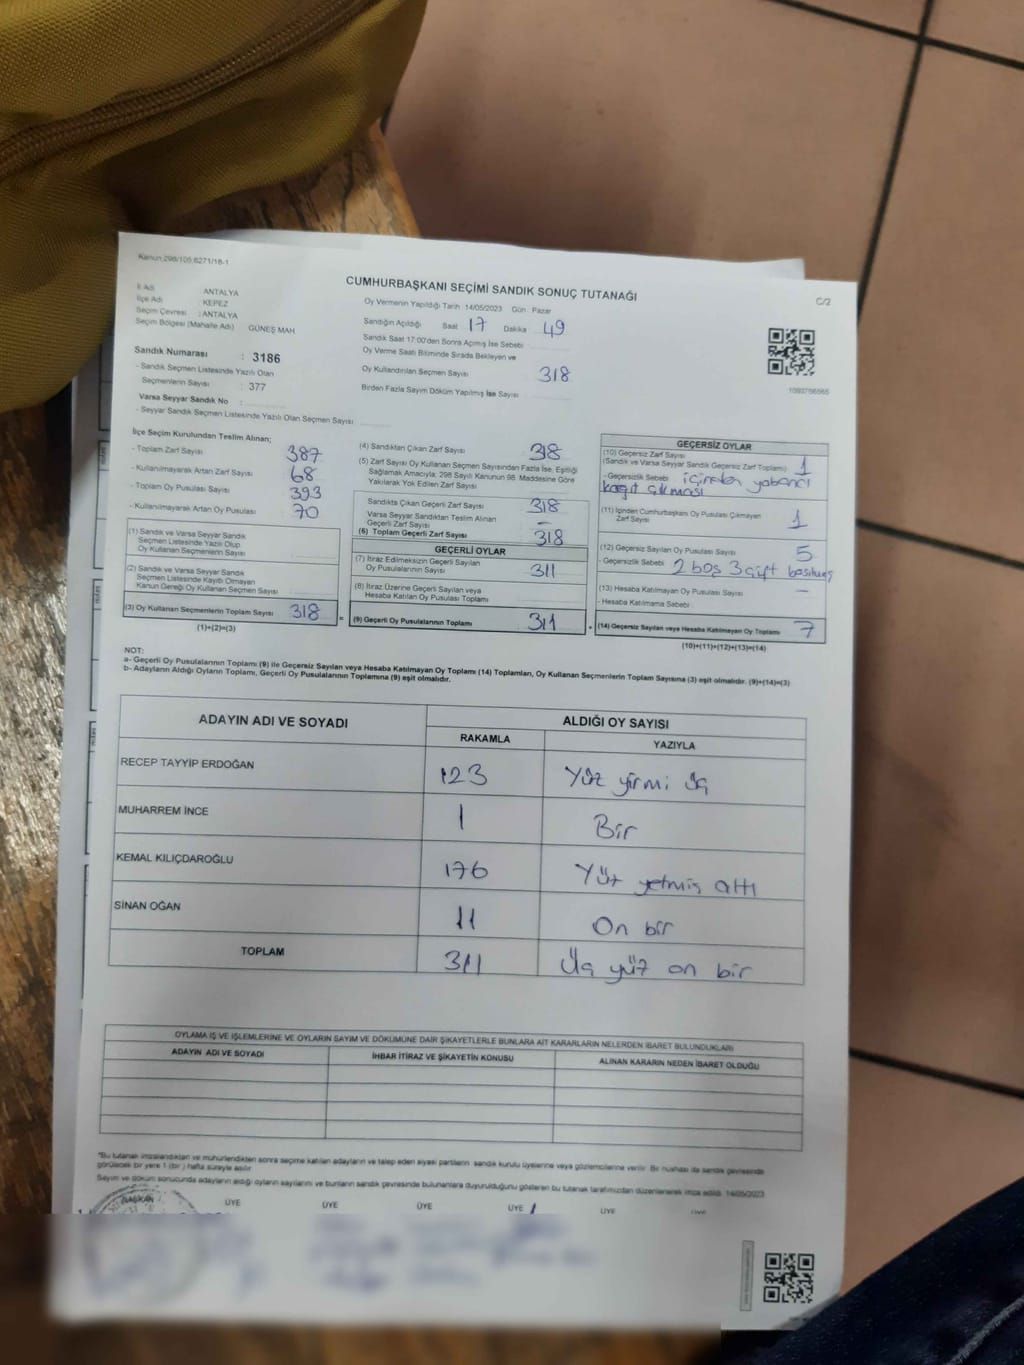 Kanun:298/105,6271/18-1
CUMHURBAŞKANI SEÇİMİ SANDIK SONUÇ TUTANAĞI
C/2
İl Adı : ANTALYA
İlçe Adı : KEPEZ
Seçim Çevresi : ANTALYA
Seçim Bölgesi (Mahalle Adı) GÜNEŞ MAH
Sandık Numarası : 3186
- Sandık Seçmen Listesinde Yazılı Olan
Seçmenlerin Sayısı : 377
Varsa Seyyar Sandık No :
- Seyyar Sandık Seçmen Listesinde Yazılı Olan Seçmen Sayısı
Oy Vermenin Yapıldığı Tarih 14/05/2023 Gün : Pazar
Sandığın Açıldığı Saat 17 Dakika 49
Sandık Saat 17:00'den Sonra Açılmış İse Sebebi
Oy Verme Saati Bitiminde Sırada Bekleyen ve
Oy Kullandırılan Seçmen Sayısı 318
Birden Fazla Sayım Döküm Yapılmış İse Sayısı
1093766565
İlçe Seçim Kurulundan Teslim Alınan;
- Toplam Zarf Sayısı 387
- Kullanılmayarak Artan Zarf Sayısı 68
- Toplam Oy Pusulası Sayısı 393
- Kullanılmayarak Artan Oy Pusulası 70
(1) Sandık ve Varsa Seyyar Sandık
Seçmen Listesinde Yazılı Olup
Oy Kullanan Seçmenlerin Sayısı
(2) Sandık ve Varsa Seyyar Sandık
Seçmen Listesinde Kaydı Olmayan
Kanun Gereği Oy Kullanan Seçmen Sayısı
(3) Oy Kullanan Seçmenlerin Toplam Sayısı 318
(1)+(2)=(3)
(4) Sandıktan Çıkan Zarf Sayısı 318
(5) Zarf Sayısı Oy Kullanan Seçmen Sayısından Fazla İse, Eşitliği
Sağlamak Amacıyla, 298 Sayılı Kanunun 98. Maddesine Göre
Yakılarak Yok Edilen Zarf Sayısı
Sandıkta Çıkan Geçerli Zarf Sayısı 318
Varsa Seyyar Sandıktan Teslim Alınan
Geçerli Zarf Sayısı –
(6) Toplam Geçerli Zarf Sayısı 318
GEÇERLİ OYLAR
(7) İtiraz Edilmeksizin Geçerli Sayılan
Oy Pusulalarının Sayısı 311
(8) İtiraz Üzerine Geçerli Sayılan veya
Hesaba Katılan Oy Pusulası Toplamı
(9) Geçerli Oy Pusulalarının Toplamı 311
GEÇERSİZ OYLAR
(10) Geçersiz Zarf Sayısı
(Sandık ve Varsa Seyyar Sandık Geçersiz Zarf Toplamı) 1
- Geçersizlik Sebebi içinden yabancı
kağıt çıkması
(11) İçinden Cumhurbaşkanı Oy Pusulası Çıkmayan
Zarf Sayısı 1
(12) Geçersiz Sayılan Oy Pusulası Sayısı 5
- Geçersizlik Sebebi 2 boş 3 çift basılmış
(13) Hesaba Katılmayan Oy Pusulası Sayısı –
- Hesaba Katılmama Sebebi
(14) Geçersiz Sayılan veya Hesaba Katılmayan Oy Toplamı 7
(10)+(11)+(12)+(13)=(14)
NOT:
a- Geçerli Oy Pusulalarının Toplamı (9) ile Geçersiz Sayılan veya Hesaba Katılmayan Oy Toplamı (14) Toplamları, Oy Kullanan Seçmenlerin Toplam Sayısına (3) eşit olmalıdır. (9)+(14)=(3)
b- Adayların Aldığı Oyların Toplamı, Geçerli Oy Pusulalarının Toplamına (9) eşit olmalıdır.
ADAYIN ADI VE SOYADI ALDIĞI OY SAYISI
RAKAMLA YAZIYLA
RECEP TAYYİP ERDOĞAN 123 Yüz yirmi üç
MUHARREM İNCE 1 Bir
KEMAL KILIÇDAROĞLU 176 Yüz yetmiş altı
SİNAN OĞAN 11 On bir
TOPLAM 311 Üç yüz on bir
OYLAMA İŞ VE İŞLEMLERİNE VE OYLARIN SAYIM VE DÖKÜMÜNE DAİR ŞİKAYETLERLE BUNLARA AİT KARARLARIN NELERDEN İBARET BULUNDUKLARI
ADAYIN ADI VE SOYADI İHBAR İTİRAZ VE ŞİKAYETİN KONUSU ALINAN KARARIN NEDEN İBARET OLDUĞU
*Bu tutanak imzalandıktan ve mühürlendikten sonra seçime katılan adayların ve talep eden siyasi partilerin sandık kurulu üyelerine veya gözlemcilerine verilir. Bir nüshası da sandık çevresinde
görülecek bir yere 1 (bir) hafta süreyle asılır.
Sayım ve döküm sonucunda adayların aldığı oyların sayılarını ve bunların sandık çevresinde bulunanlara duyurulduğunu gösteren bu tutanak tarafımızdan düzenlenerek imza edildi. 14/05/2023
BAŞKAN ÜYE ÜYE ÜYE ÜYE ÜYE ÜYE